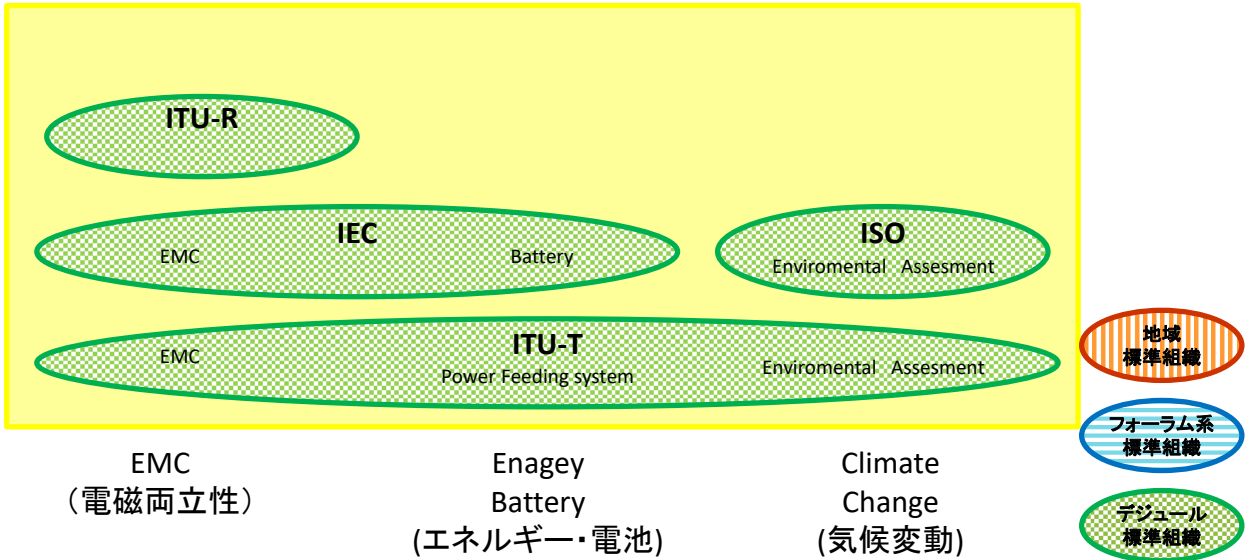 ITU-R
IEC
EMC Battery
ISO
Enviromental Assesment
ITU-T
EMC
Power Feeding system
Enviromental Assesment
地域
標準組織
フォーラム系
標準組織
デジュール
標準組織
EMC
（電磁両立性）
Enagey
Battery
(エネルギー・電池)
Climate
Change
(気候変動)